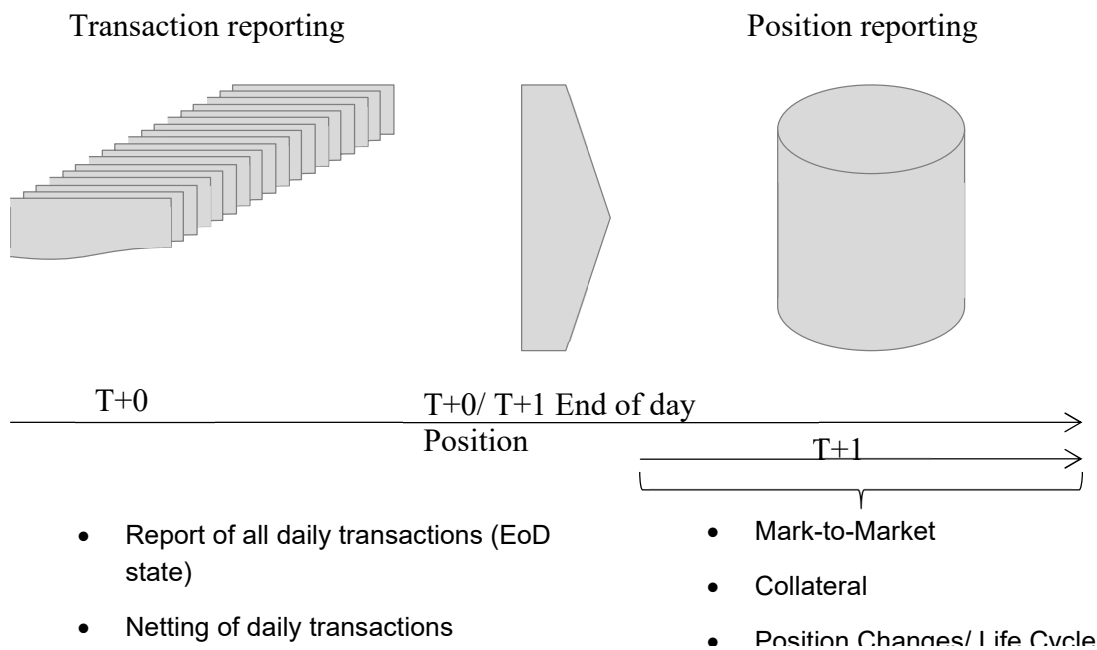 Transaction reporting
Position reporting
T+0
T+0/ T+1 End of day
Position
T+1
• Report of all daily transactions (EoD
state)
• Netting of daily transactions
• Mark-to-Market
• Collateral
• Position Changes/ Life Cycle